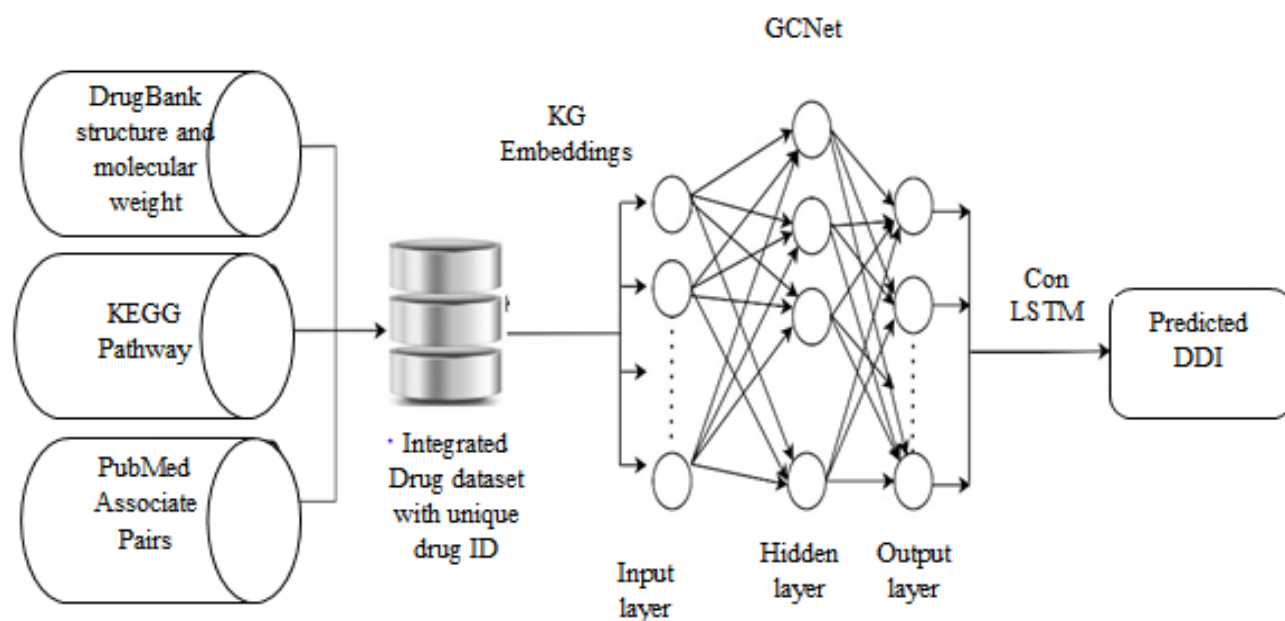 GCNet
DrugBank
structure and
molecular
weight
KEGG
Pathway
PubMed
Associate
Pairs
Integrated
Drug dataset
with unique
drug ID
KG
Embeddings
Input
layer
Hidden
layer
Output
layer
Con
LSTM
Predicted
DDI